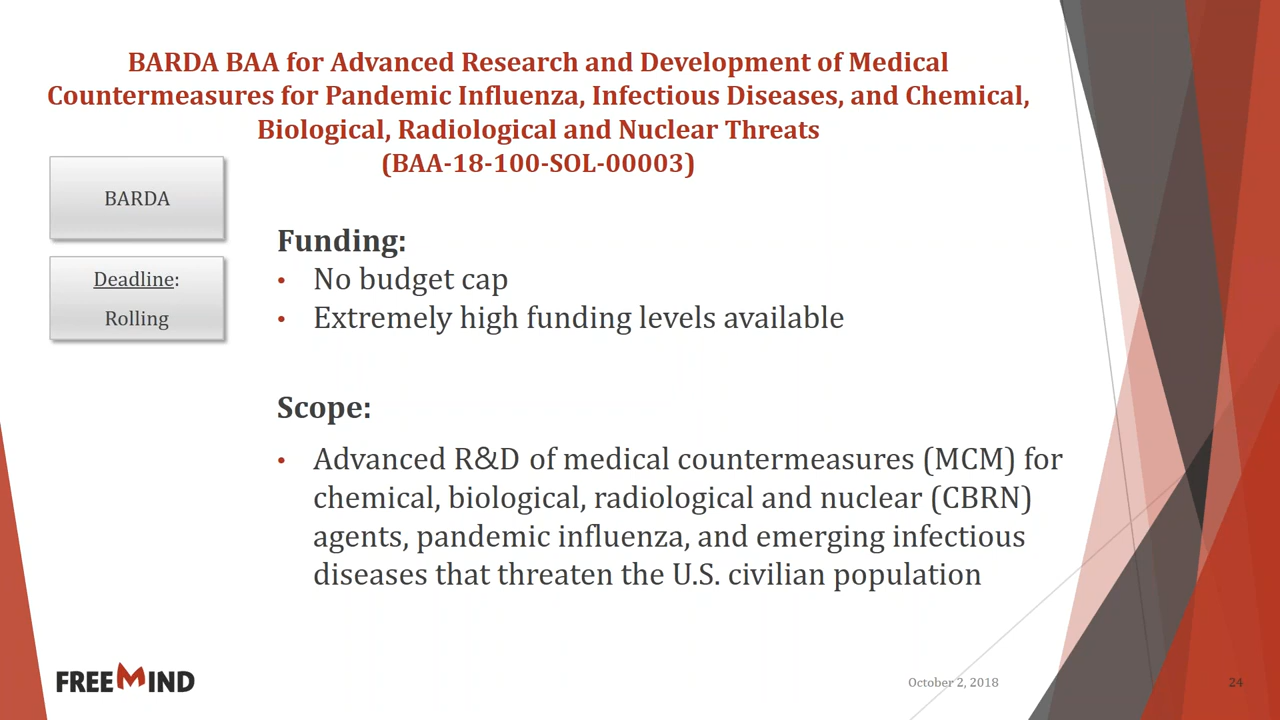 BARDA BAA for Advanced Research and Development of Medical
Countermeasures for Pandemic Influenza, Infectious Diseases, and Chemical,
Biological, Radiological and Nuclear Threats
(BAA-18-100-SOL-00003)
BARDA
Deadline:
Rolling
Funding:
• No budget cap
• Extremely high funding levels available
Scope:
• Advanced R&D of medical countermeasures (MCM) for
chemical, biological, radiological and nuclear (CBRN)
agents, pandemic influenza, and emerging infectious
diseases that threaten the U.S. civilian population
FREEMIND
October 2, 2018
24